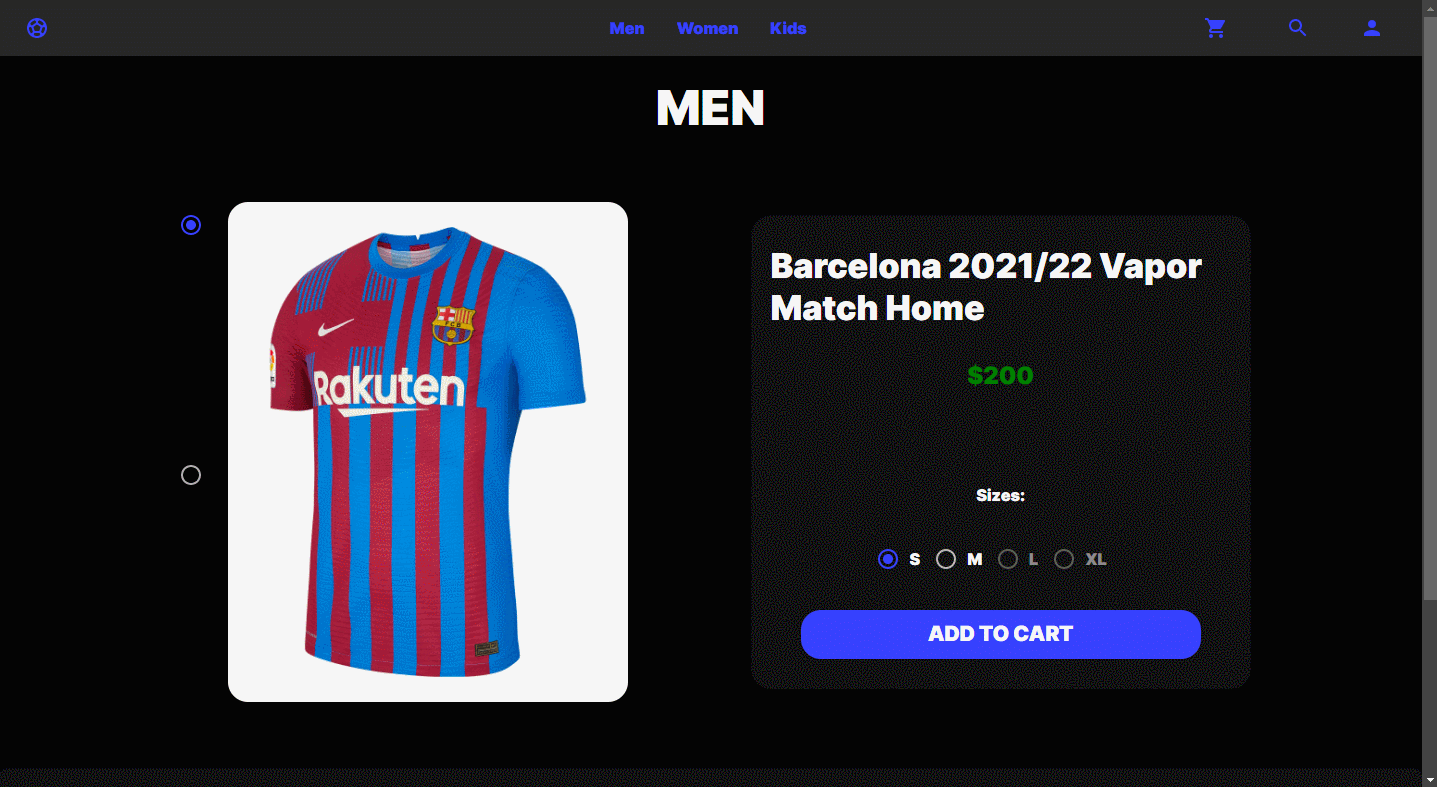 Men Women Kids
MEN
Barcelona 2021/22 Vapor
Match Home
$200
Rakuten
Sizes:
S M L XL
ADD TO CART